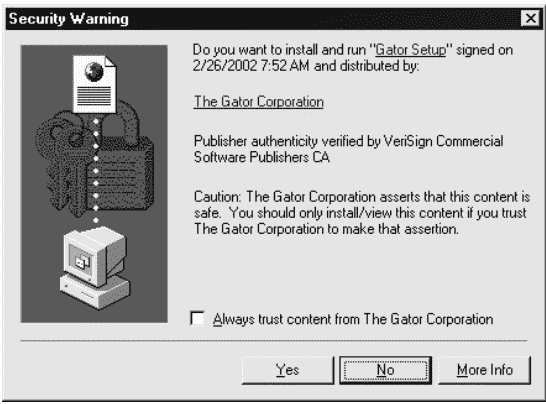 Security Warning
Do you want to install and run "Gator Setup" signed on
2/26/2002 7:52 AM and distributed by:
The Gator Corporation
Publisher authenticity verified by VeriSign Commercial
Software Publishers CA
Caution: The Gator Corporation asserts that this content is
safe. You should only install/view this content if you trust
The Gator Corporation to make that assertion.
Always trust content from The Gator Corporation
Yes No More Info